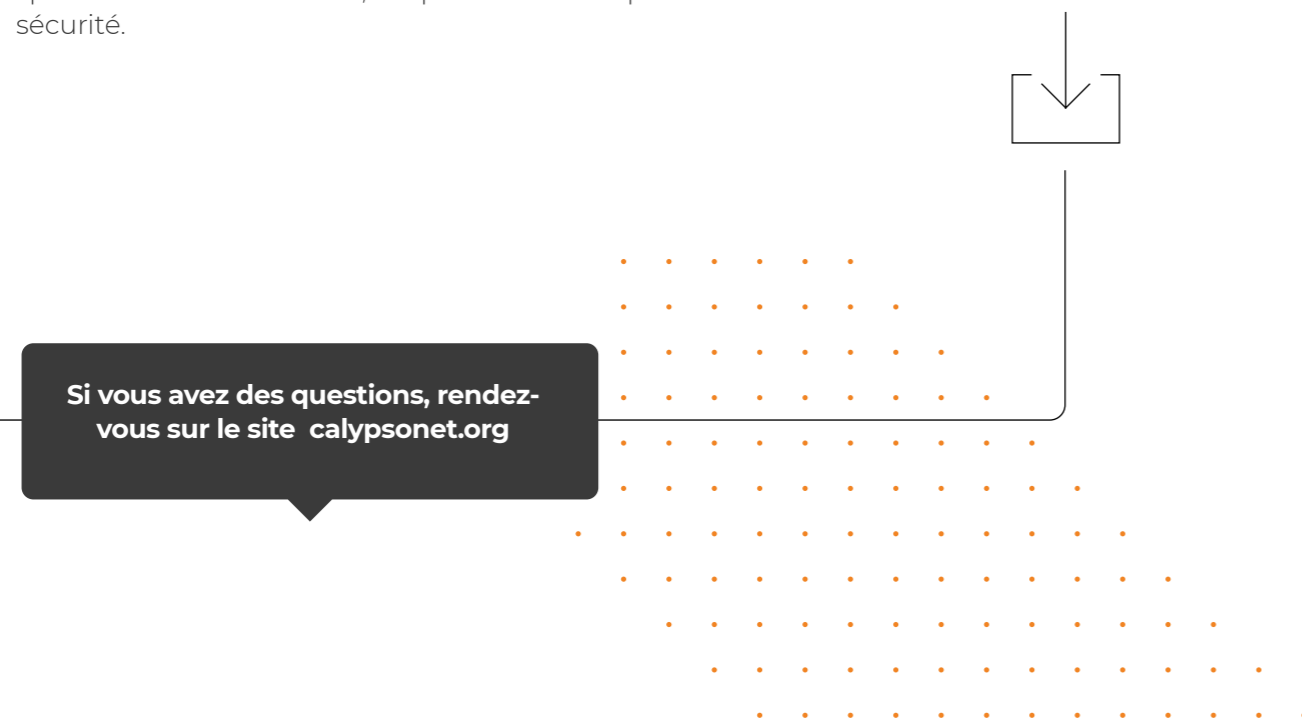 sécurité.
Si vous avez des questions, rendez-
vous sur le site  calypsonet.org